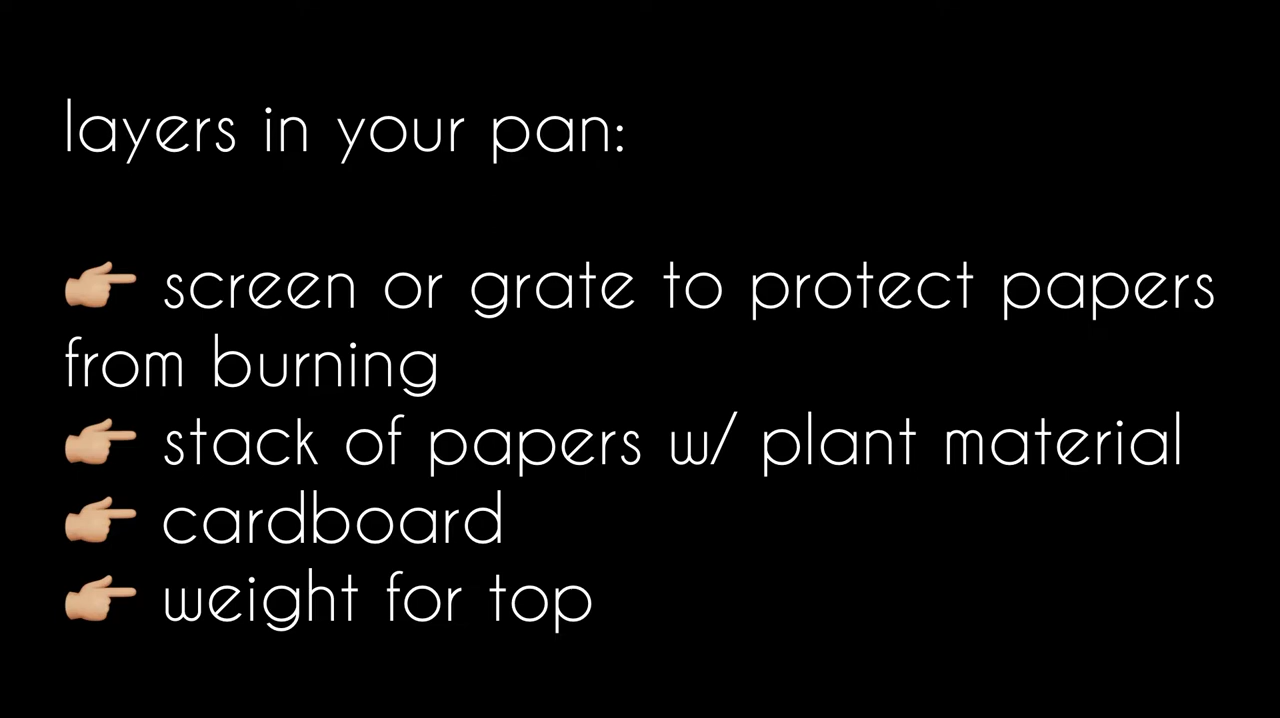 layers in your pan:
👉🏼 screen or grate to protect papers
from burning
👉🏼 stack of papers w/ plant material
👉🏼 cardboard
👉🏼 weight for top